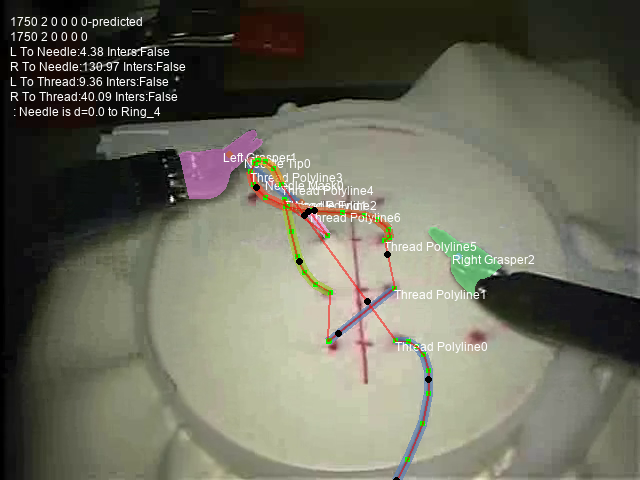 1750 2 0 0 0 0-predicted
1750 2 0 0 0 0
L To Needle:4.38 Inters:False
R To Needle:130.97 Inters:False
L To Thread:9.36 Inters:False
R To Thread:40.09 Inters:False
: Needle is d=0.0 to Ring_4
Left Grasper1
Needle Tip0
Thread Polyline3
Needle Mask0
Thread Polyline4
Thread Polyline6
Thread Polyline5
Right Grasper2
Thread Polyline1
Thread Polyline0